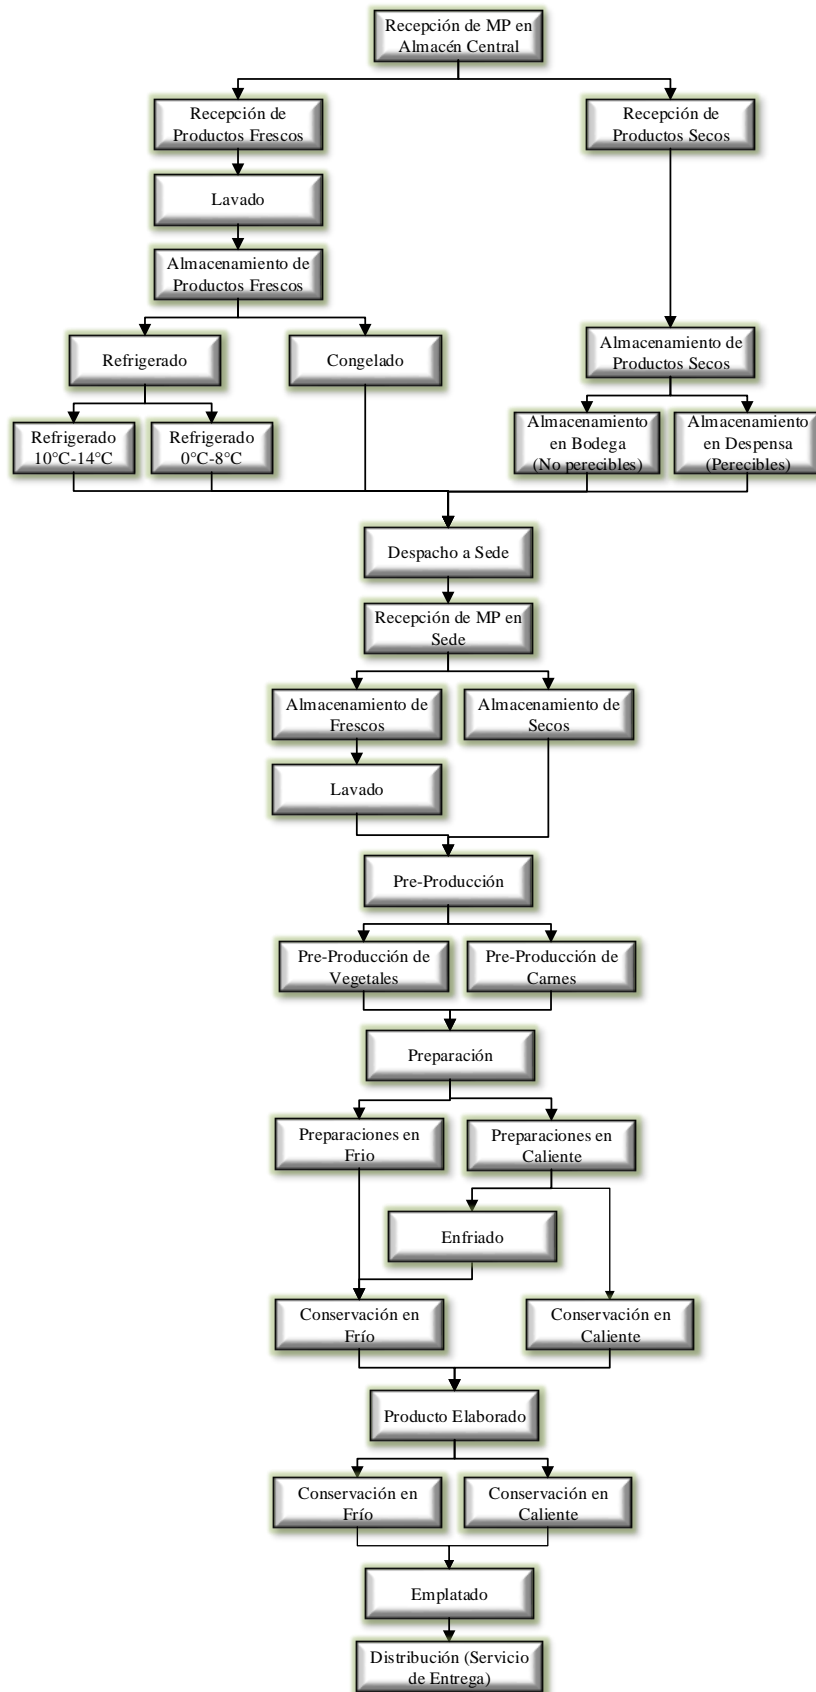 Recepción de MP en
Almacén Central
Recepción de
Productos Frescos
Recepción de
Productos Secos
Lavado
Almacenamiento de
Productos Frescos
Refrigerado
Congelado
Almacenamiento de
Productos Secos
Refrigerado
10°C-14°C
Refrigerado
0°C-8°C
Almacenamiento
en Bodega
(No perecibles)
Almacenamiento
en Despensa
(Perecibles)
Despacho a Sede
Recepción de MP en
Sede
Almacenamiento de
Frescos
Almacenamiento de
Secos
Lavado
Pre-Producción
Pre-Producción de
Vegetales
Pre-Producción de
Carnes
Preparación
Preparaciones en
Frio
Preparaciones en
Caliente
Enfriado
Conservación en
Frío
Conservación en
Caliente
Producto Elaborado
Conservación en
Frío
Conservación en
Caliente
Emplatado
Distribución (Servicio
de Entrega)